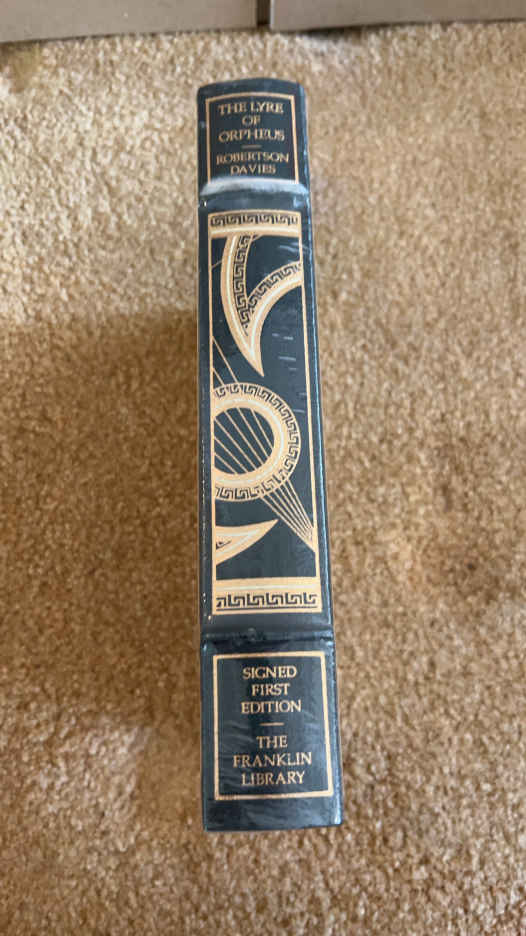 THE LYRE
OF
ORPHEUS
ROBERTSON
DAVIES
SIGNED
FIRST
EDITION
THE
FRANKLIN
LIBRARY